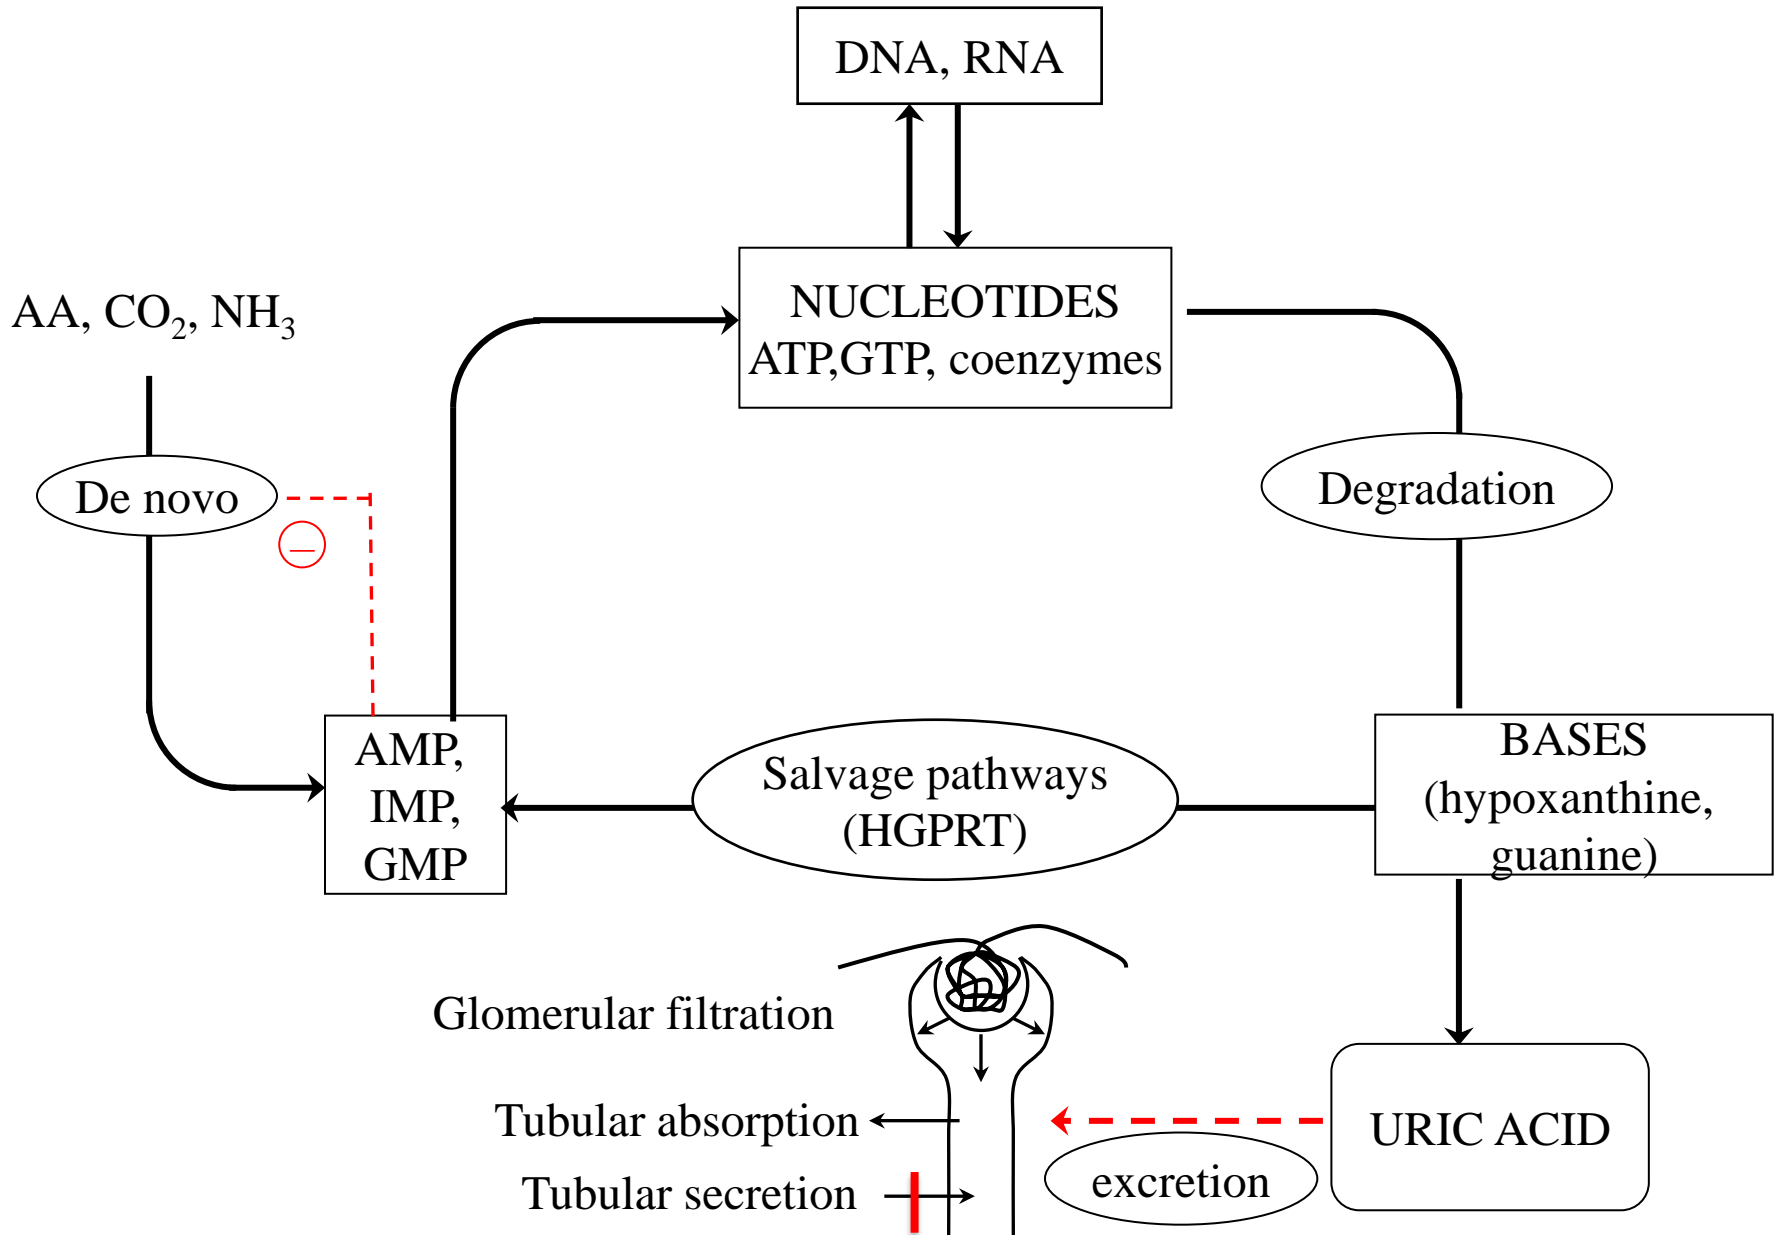 DNA, RNA
AA, CO₂, NH₃
NUCLEOTIDES
ATP,GTP, coenzymes
De novo
Degradation
AMP,
IMP,
GMP
Salvage pathways
(HGPRT)
BASES
(hypoxanthine,
guanine)
Glomerular filtration
Tubular absorption
Tubular secretion
excretion
URIC ACID